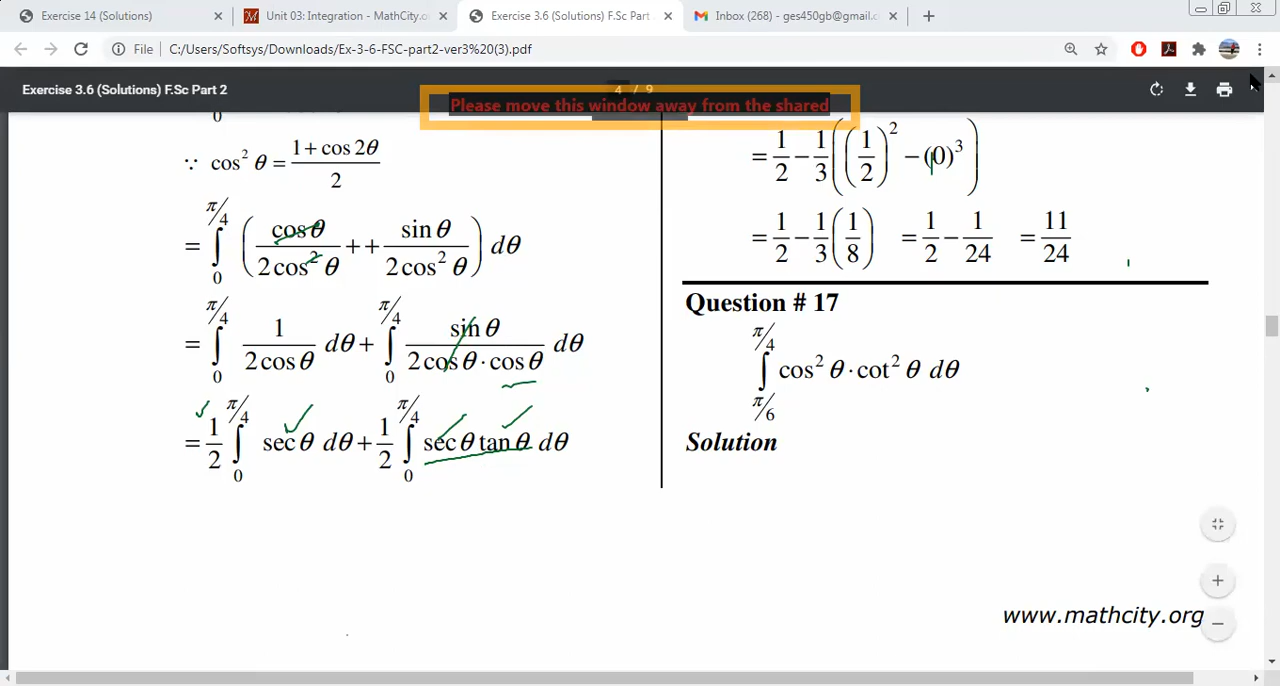 Exercise 14 (Solutions)
Unit 03: Integration - MathCity.or
Exercise 3.6 (Solutions) F.Sc Part
Inbox (268) - ges450gb@gmail.c
File C:/Users/Softsys/Downloads/Ex-3-6-FSC-part2-ver3%20(3).pdf
Exercise 3.6 (Solutions) F.Sc Part 2
4 / 9
Please move this window away from the shared
0
∵ cos² θ = (1 + cos 2θ)/2
= ∫₀^{π/4} ( cos θ/(2cos² θ) + + sin θ/(2cos² θ) ) dθ
= ∫₀^{π/4} 1/(2cos θ) dθ + ∫₀^{π/4} sin θ/(2cos θ · cos θ) dθ
= 1/2 ∫₀^{π/4} sec θ dθ + 1/2 ∫₀^{π/4} sec θ tan θ dθ
= 1/2 − 1/3 ( (1/2)² − (0)³ )
= 1/2 − 1/3 (1/8) = 1/2 − 1/24 = 11/24
Question # 17
∫_{π/6}^{π/4} cos² θ · cot² θ dθ
Solution
www.mathcity.org